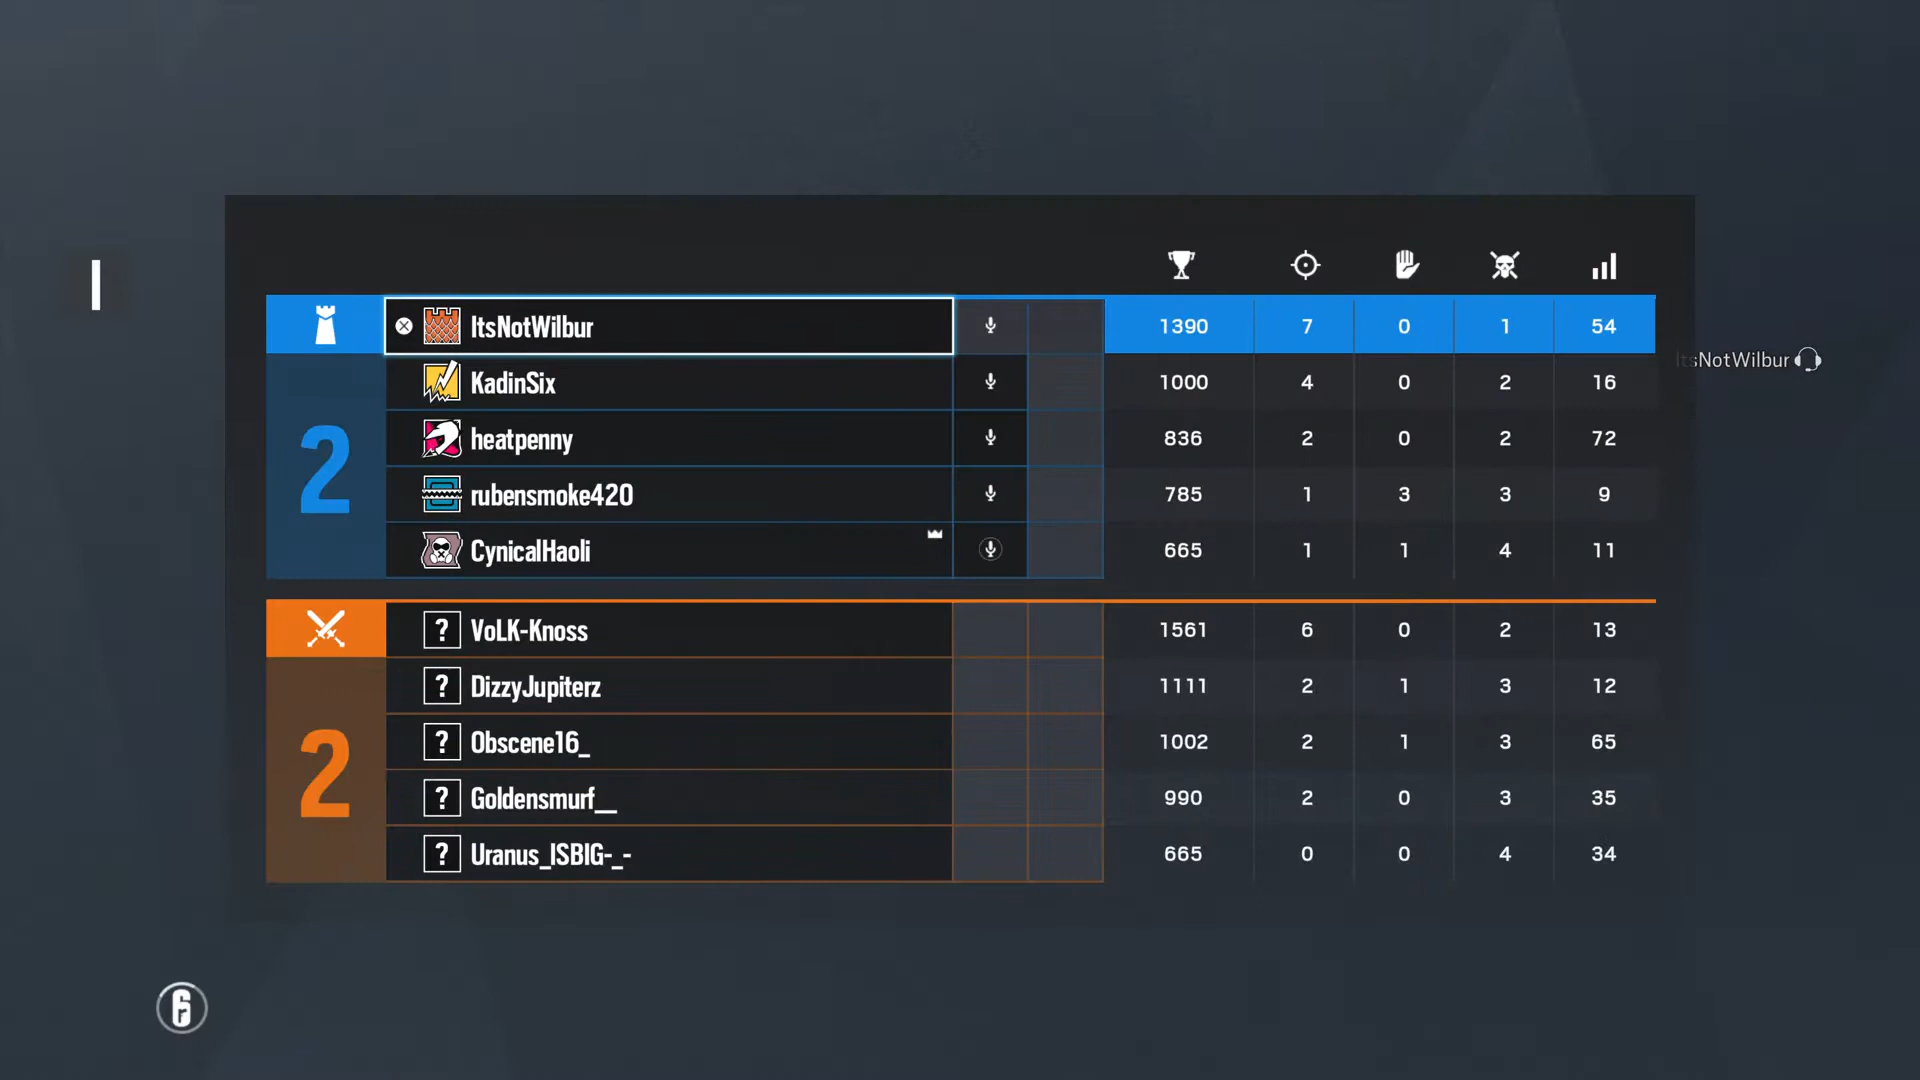 ItsNotWilbur 1390 7 0 1 54
ItsNotWilbur
KadinSix 1000 4 0 2 16
2
heatpenny 836 2 0 2 72
rubensmoke420 785 1 3 3 9
CynicalHaoli 665 1 1 4 11
? VoLK-Knoss 1561 6 0 2 13
? DizzyJupiterz 1111 2 1 3 12
2
? Obscene16_ 1002 2 1 3 65
? Goldensmurf__ 990 2 0 3 35
? Uranus_ISBIG-_- 665 0 0 4 34
6